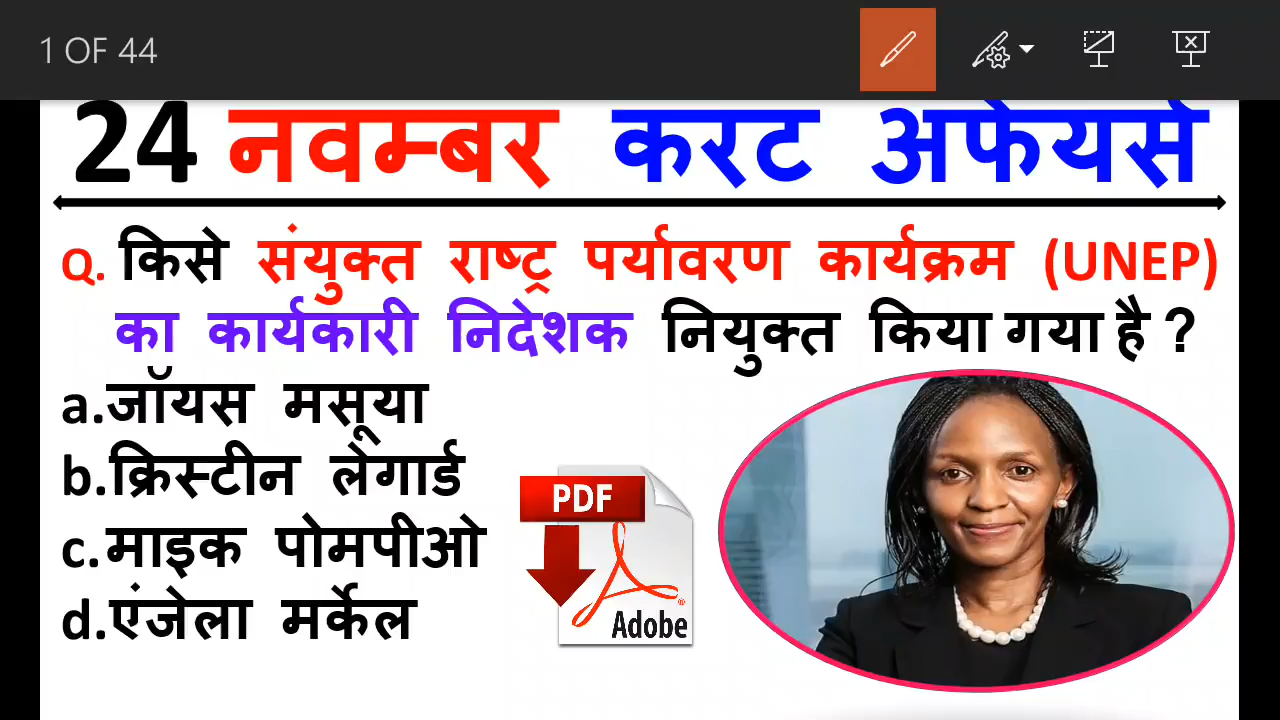 1 OF 44
24 नवम्बर करट अफेयर्स
Q. किसे संयुक्त राष्ट्र पर्यावरण कार्यक्रम (UNEP)
का कार्यकारी निदेशक नियुक्त किया गया है ?
a.जॉयस मसूया
b.क्रिस्टीन लेगार्ड
c.माइक पोमपीओ
d.एंजेला मर्केल
PDF
Adobe